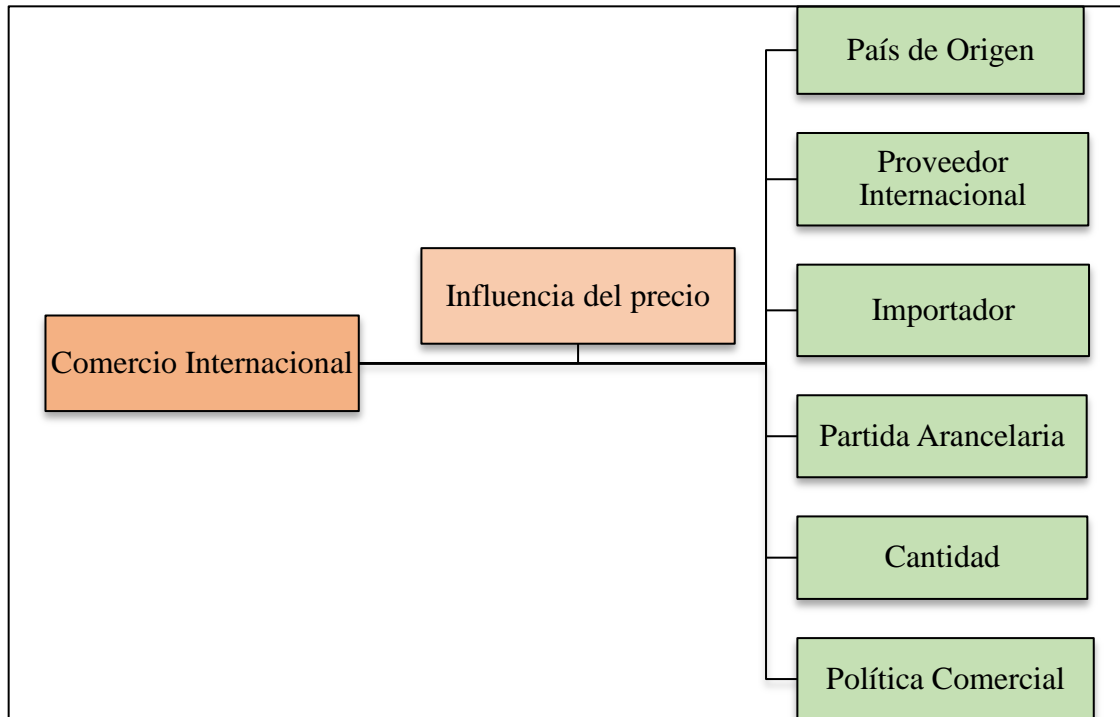 País de Origen
Proveedor
Internacional
Influencia del precio
Importador
Comercio Internacional
Partida Arancelaria
Cantidad
Política Comercial